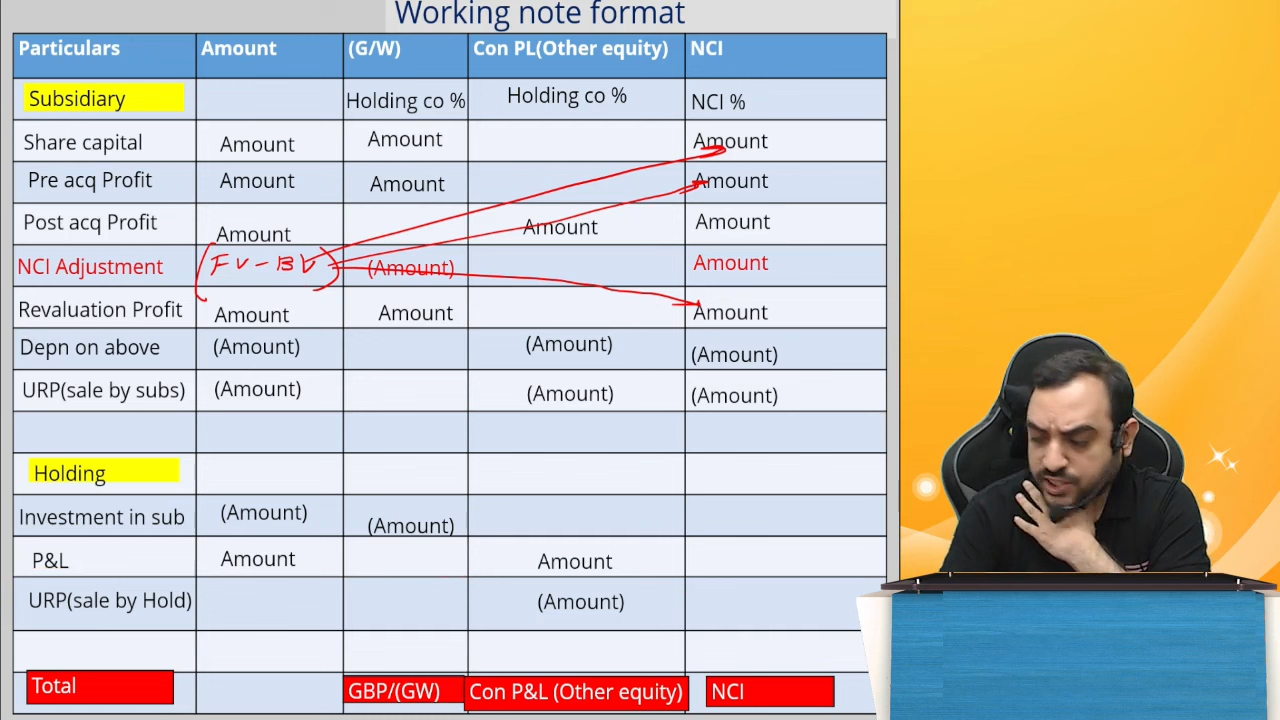 Working note format
Particulars Amount (G/W) Con PL(Other equity) NCI
Subsidiary Holding co % Holding co % NCI %
Share capital Amount Amount Amount
Pre acq Profit Amount Amount Amount
Post acq Profit Amount Amount Amount
NCI Adjustment (FV - BV) (Amount) Amount
Revaluation Profit Amount Amount Amount
Depn on above (Amount) (Amount) (Amount)
URP(sale by subs) (Amount) (Amount) (Amount)
Holding
Investment in sub (Amount) (Amount)
P&L Amount Amount
URP(sale by Hold) (Amount)
Total GBP/(GW) Con P&L (Other equity) NCI